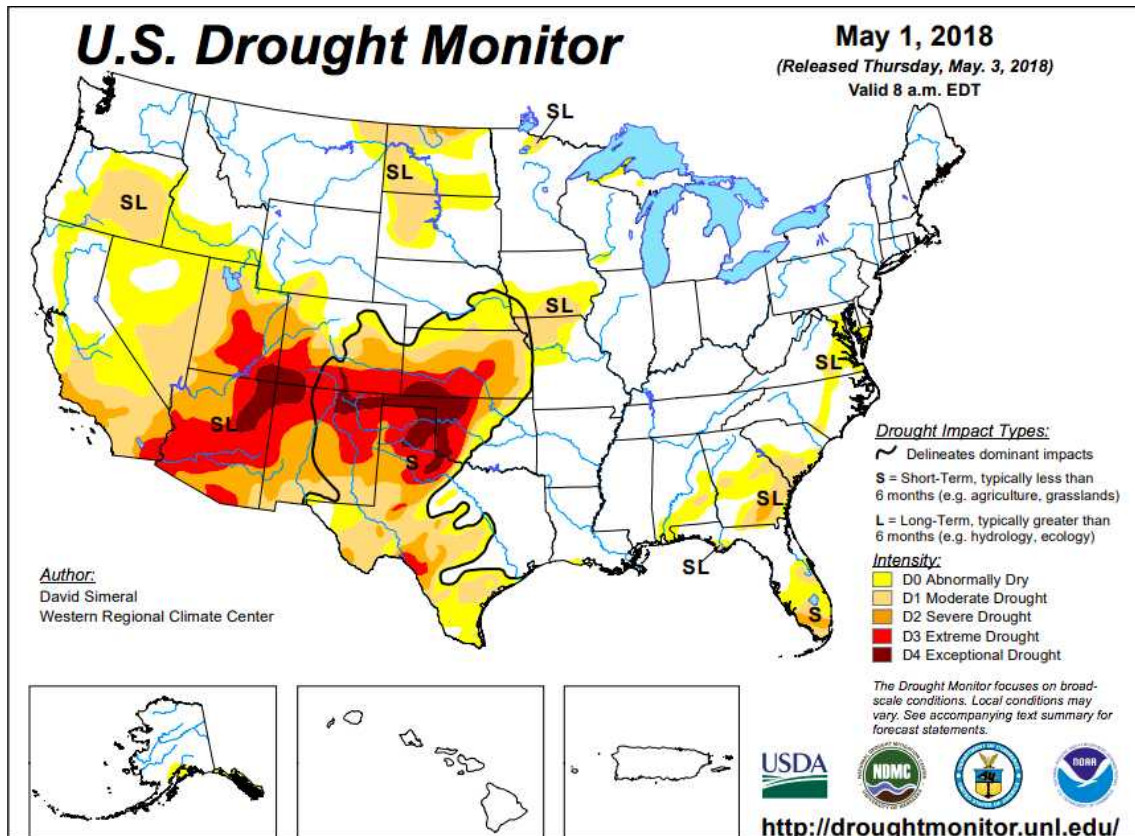 U.S. Drought Monitor
May 1, 2018
(Released Thursday, May. 3, 2018)
Valid 8 a.m. EDT
SL
SL
SL
SL
SL
SL
S
SL
SL
S
Drought Impact Types:
Delineates dominant impacts
S = Short-Term, typically less than
6 months (e.g. agriculture, grasslands)
L = Long-Term, typically greater than
6 months (e.g. hydrology, ecology)
Intensity:
D0 Abnormally Dry
D1 Moderate Drought
D2 Severe Drought
D3 Extreme Drought
D4 Exceptional Drought
Author:
David Simeral
Western Regional Climate Center
The Drought Monitor focuses on broad-
scale conditions. Local conditions may
vary. See accompanying text summary for
forecast statements.
USDA
NDMC
NOAA
http://droughtmonitor.unl.edu/